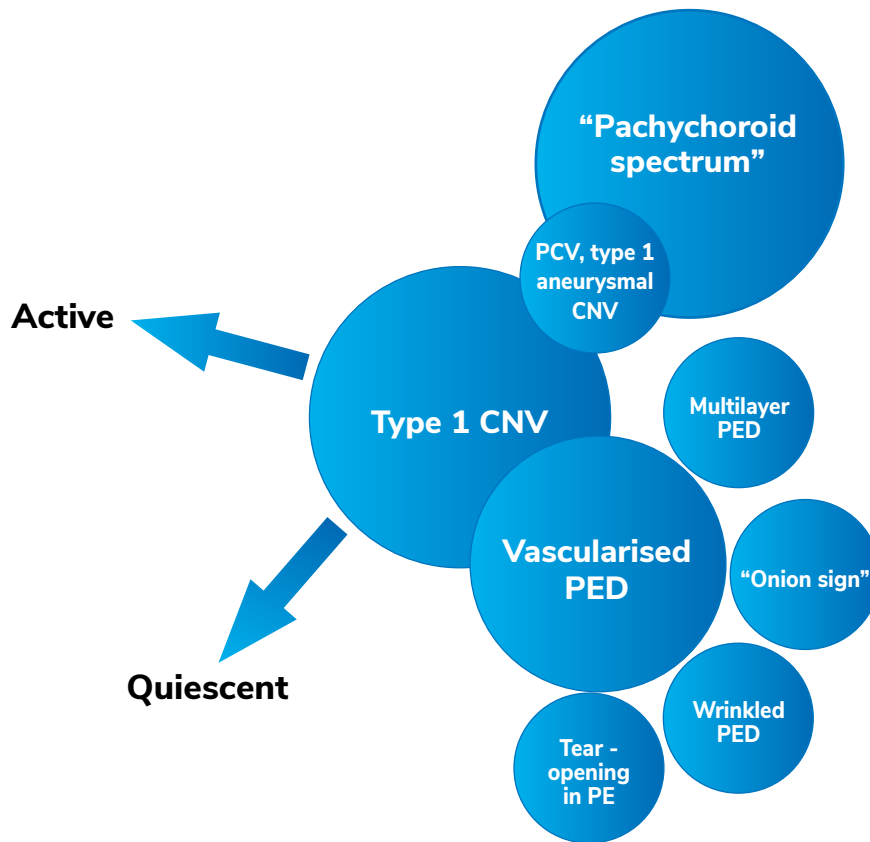 “Pachychoroid
spectrum”
PCV, type 1
aneurysmal
CNV
Active
Type 1 CNV
Multilayer
PED
Vascularised
PED
“Onion sign”
Quiescent
Wrinkled
PED
Tear -
opening
in PE